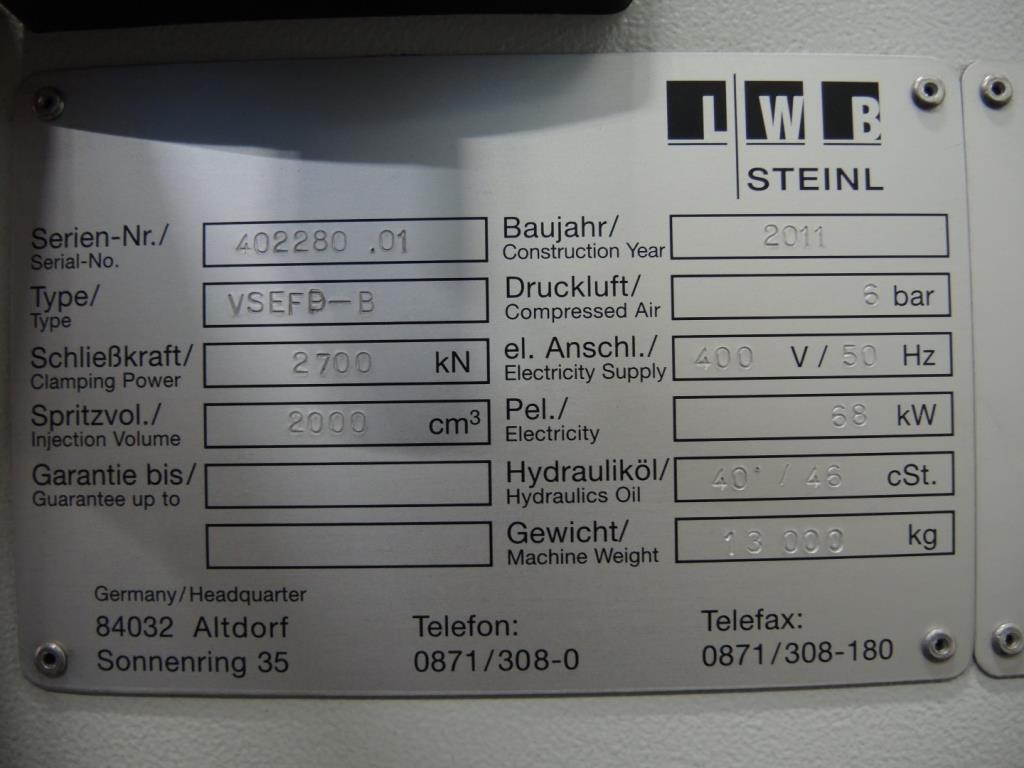 LWB
STEINL
Serien-Nr./ 402280 .01
Serial-No.
Type/ VSEFD-B
Type
Schließkraft/ 2700 kN
Clamping Power
Spritzvol./ 2000 cm³
Injection Volume
Garantie bis/
Guarantee up to
Baujahr/ 2011
Construction Year
Druckluft/ 6 bar
Compressed Air
el. Anschl./ 400 V / 50 Hz
Electricity Supply
Pel./ 68 kW
Electricity
Hydrauliköl/ 40° / 46 cSt.
Hydraulics Oil
Gewicht/ 13 000 kg
Machine Weight
Germany/Headquarter
84032 Altdorf
Sonnenring 35
Telefon:
0871/308-0
Telefax:
0871/308-180